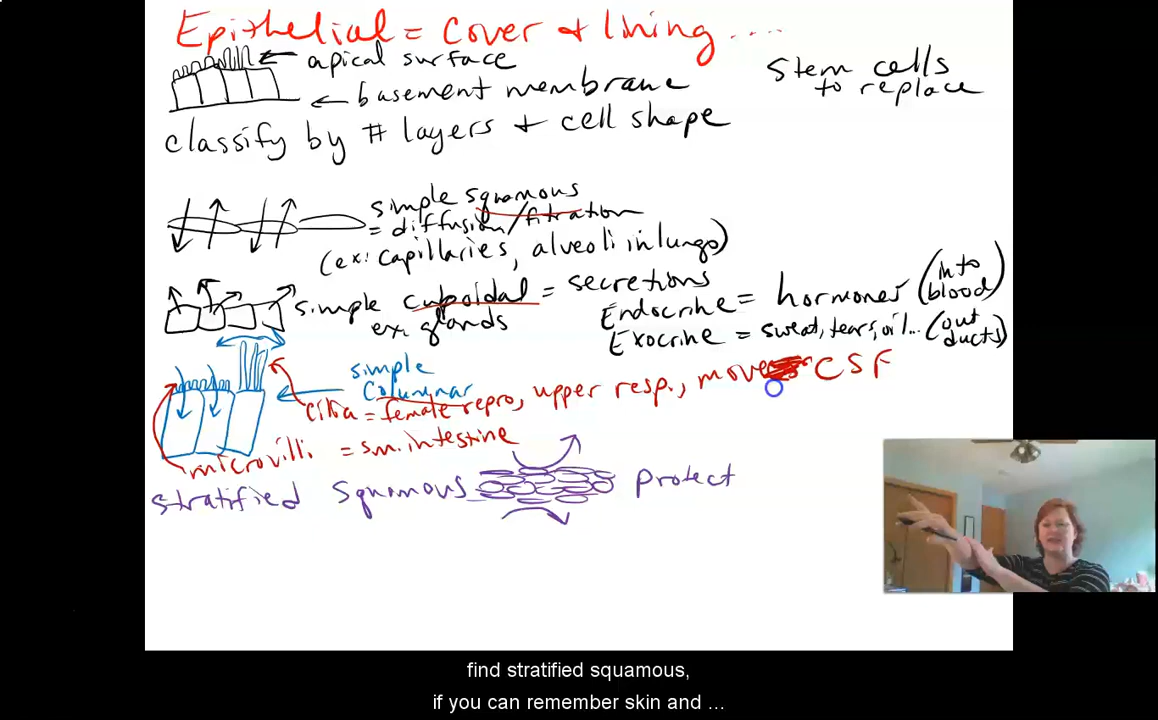 Epithelial = cover + lining ....
apical surface
basement membrane
Stem cells
to replace
classify by # layers + cell shape
simple squamous
= diffusion/fitration
(ex: capillaries, alveoli in lungs)
simple cuboidal = secretions
ex: glands
Endocrine = hormones (into blood)
Exocrine = sweat, tears, oil... (out ducts)
simple
Columnar
cilia = female repro, upper resp., move CSF
microvilli = sm. intestine
stratified squamous protect
find stratified squamous,
if you can remember skin and ...